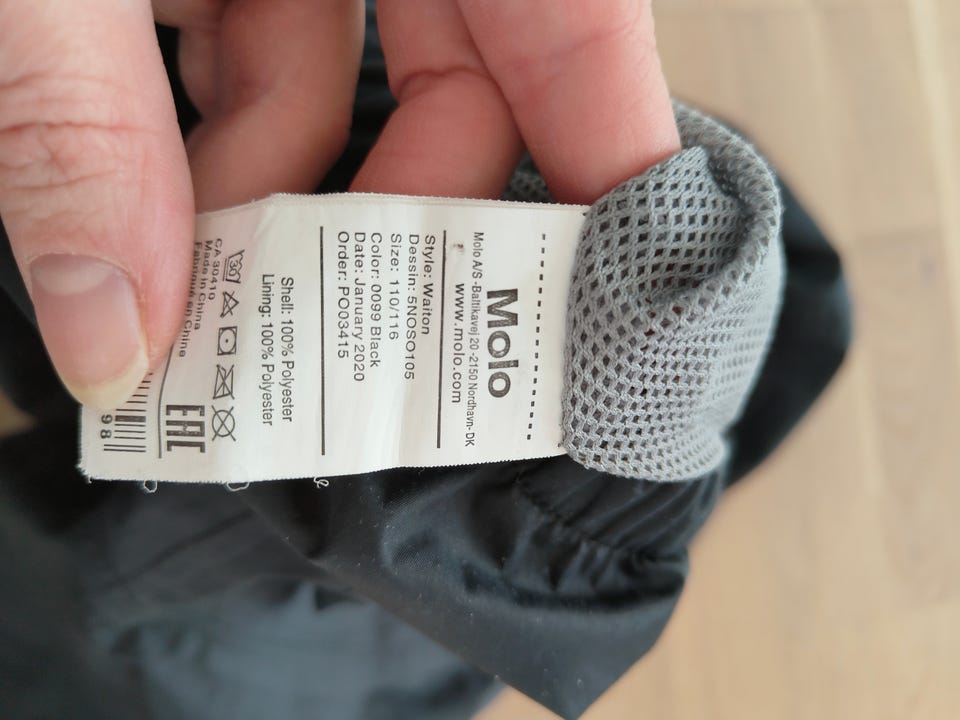 Molo
Molo A/S -Baltikavej 20 -2150 Nordhavn- DK
www.molo.com
Style: Waiton
Dessin: 5NOSO105
Size: 110/116
Color: 0099 Black
Date: January 2020
Order: PO03415
Shell: 100% Polyester
Lining: 100% Polyester
30
EAC
CA 30410
Made in China
Fabriqué en Chine
98